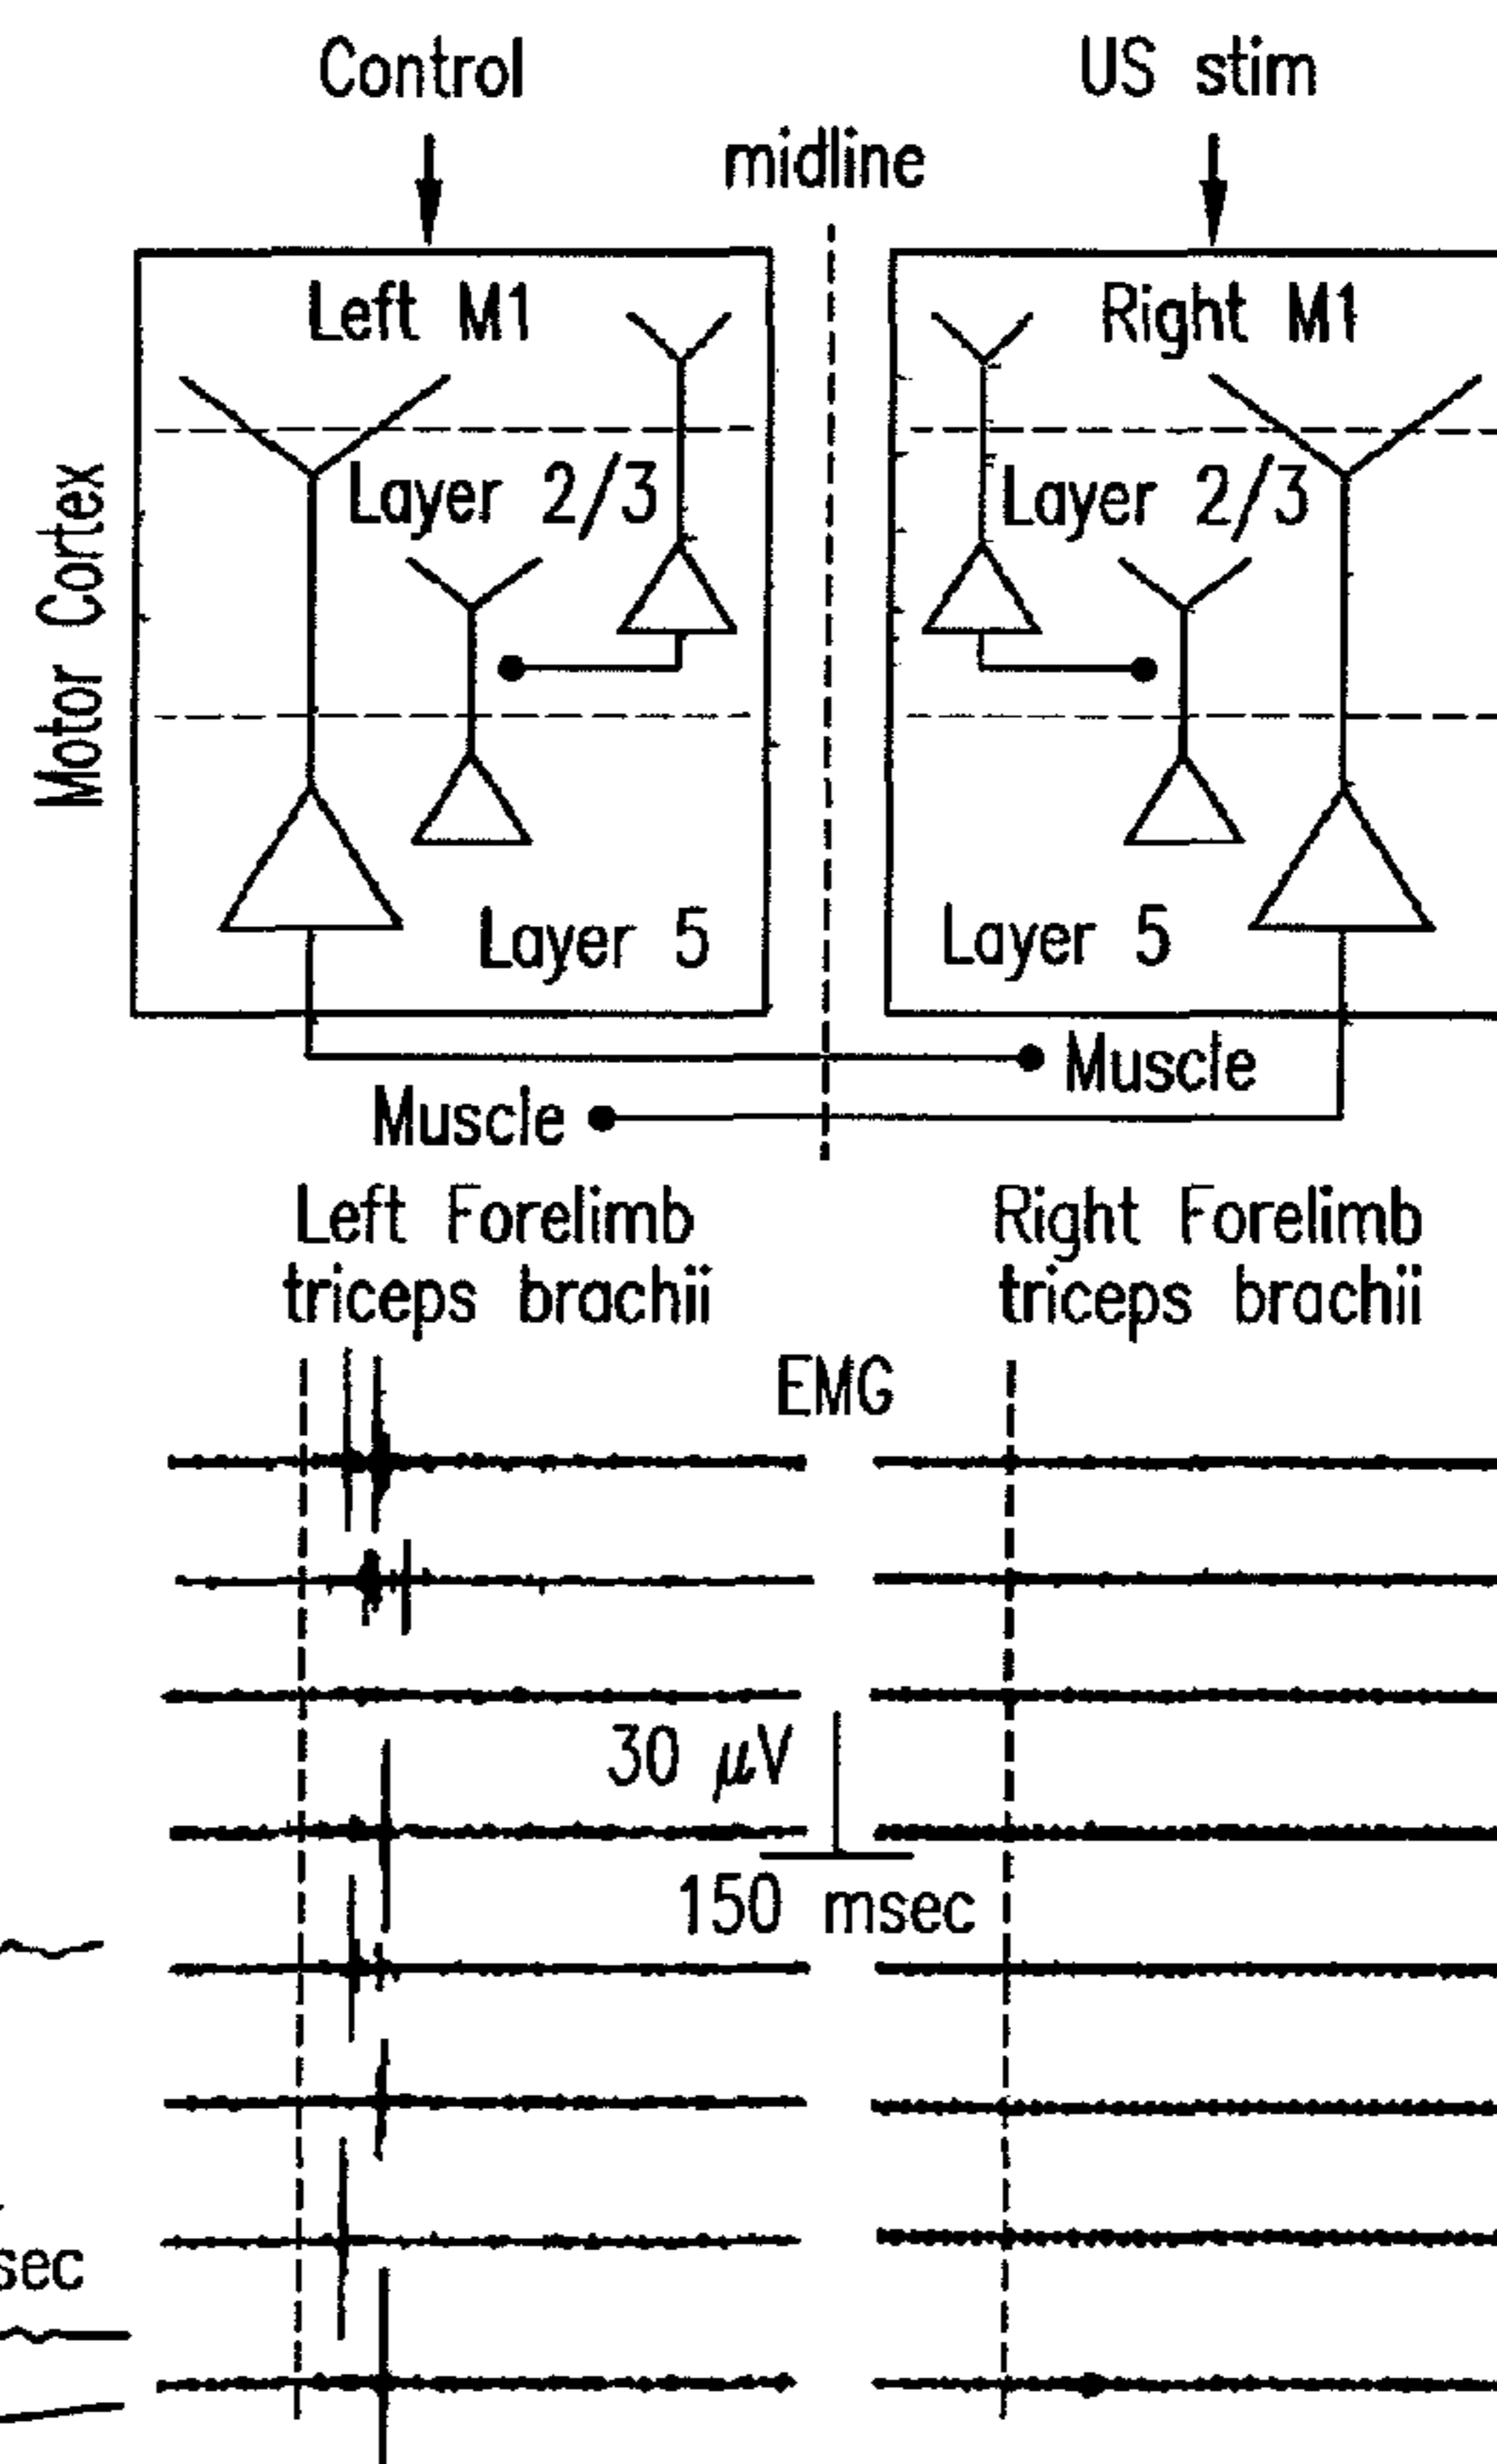 Control
US stim
midline
Left M1
Right M1
Motor Cortex
Layer 2/3
Layer 2/3
Layer 5
Layer 5
Muscle
Muscle
Left Forelimb
triceps brachii
Right Forelimb
triceps brachii
EMG
30 μV
150 msec